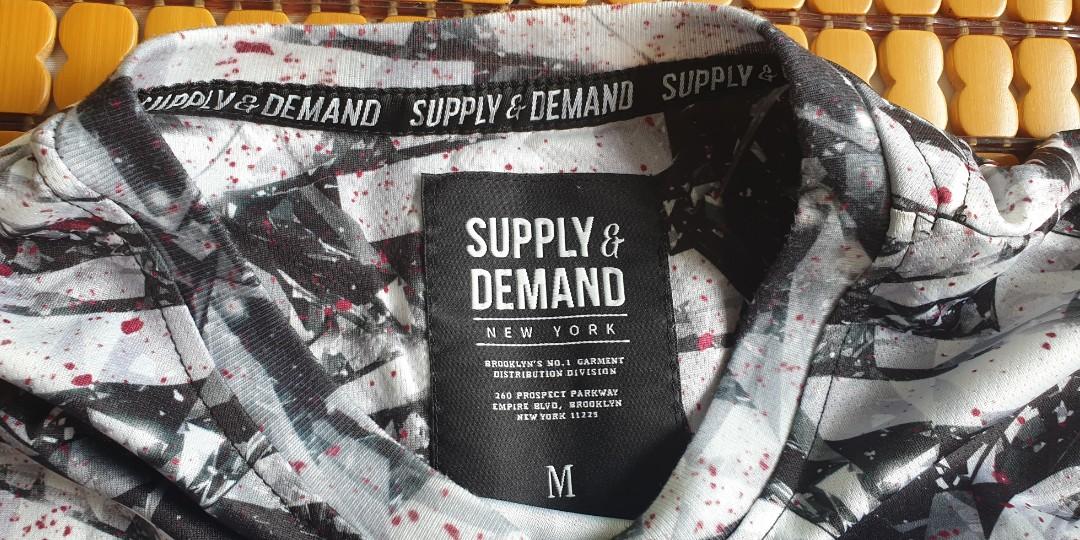 SUPPLY & DEMAND SUPPLY & DEMAND SUPPLY &
SUPPLY &
DEMAND
NEW YORK
BROOKLYN'S NO.1 GARMENT
DISTRIBUTION DIVISION
260 PROSPECT PARKWAY
EMPIRE BLVD, BROOKLYN
NEW YORK 11225
M